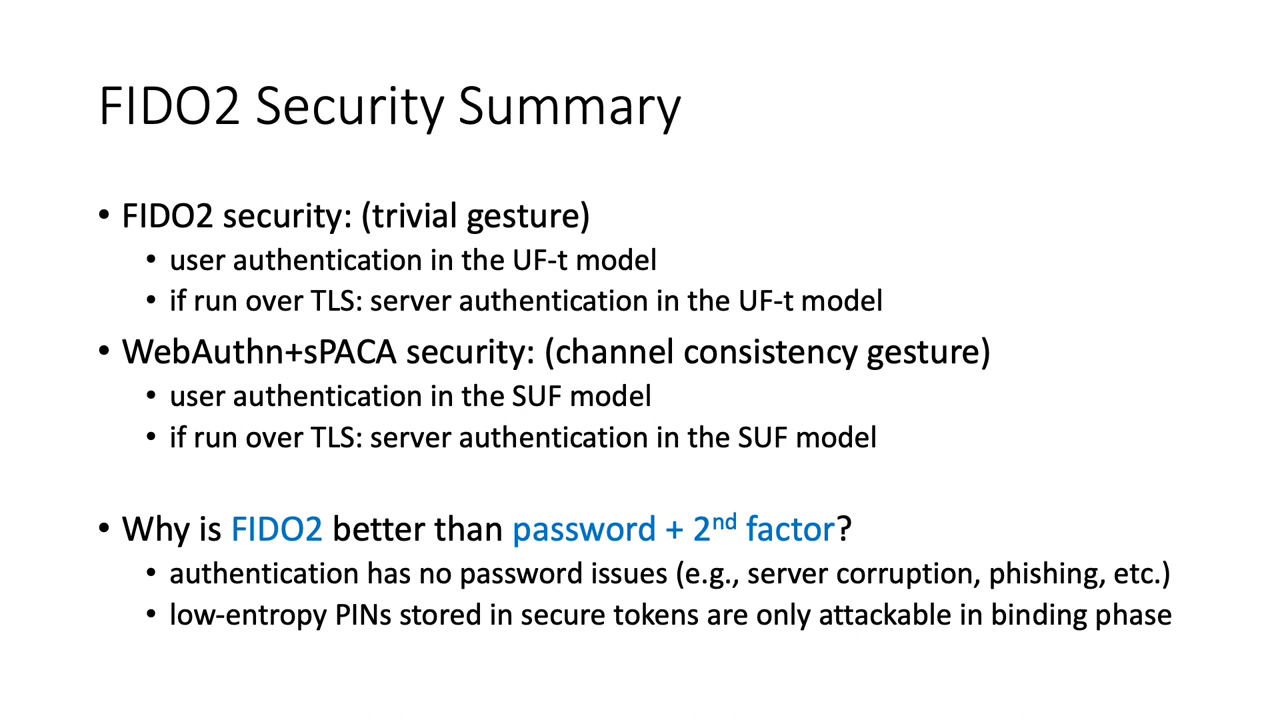 FIDO2 Security Summary
• FIDO2 security: (trivial gesture)
• user authentication in the UF-t model
• if run over TLS: server authentication in the UF-t model
• WebAuthn+sPACA security: (channel consistency gesture)
• user authentication in the SUF model
• if run over TLS: server authentication in the SUF model
• Why is FIDO2 better than password + 2nd factor?
• authentication has no password issues (e.g., server corruption, phishing, etc.)
• low-entropy PINs stored in secure tokens are only attackable in binding phase